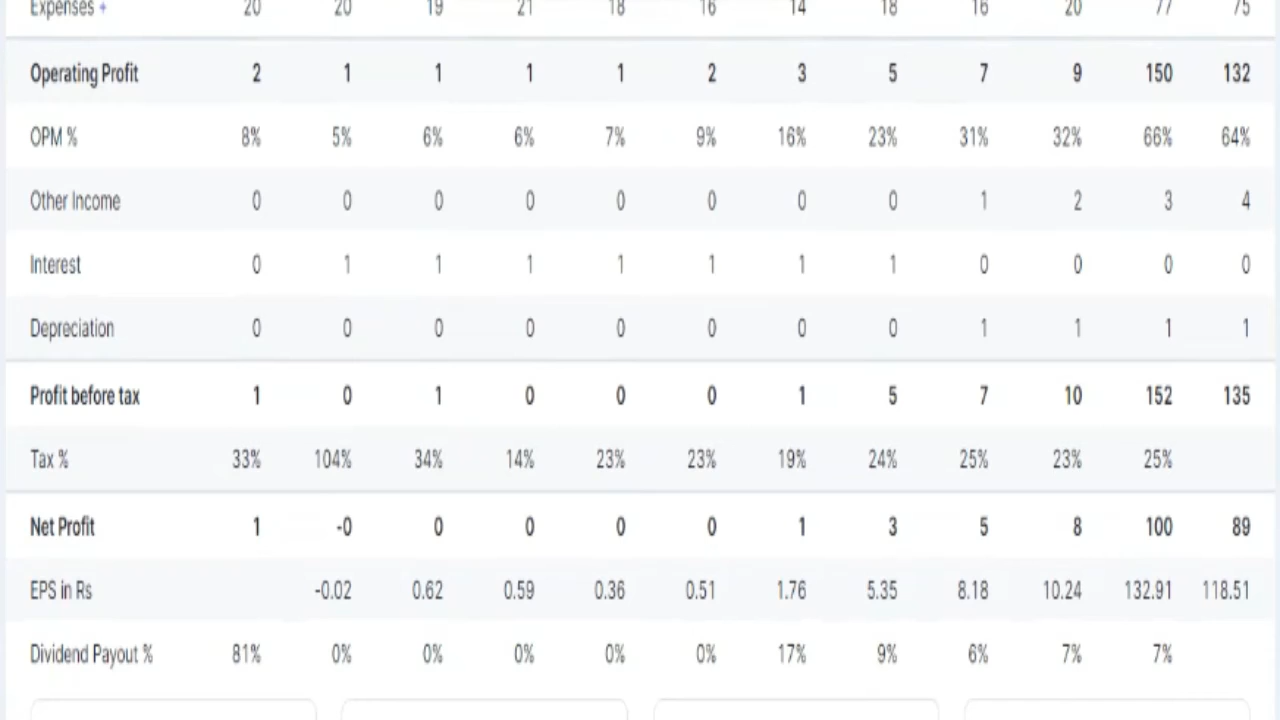 Expenses + 20 20 19 21 18 16 14 18 16 20 77 75
Operating Profit 2 1 1 1 1 2 3 5 7 9 150 132
OPM % 8% 5% 6% 6% 7% 9% 16% 23% 31% 32% 66% 64%
Other Income 0 0 0 0 0 0 0 0 1 2 3 4
Interest 0 1 1 1 1 1 1 1 0 0 0 0
Depreciation 0 0 0 0 0 0 0 0 1 1 1 1
Profit before tax 1 0 1 0 0 0 1 5 7 10 152 135
Tax % 33% 104% 34% 14% 23% 23% 19% 24% 25% 23% 25%
Net Profit 1 -0 0 0 0 0 1 3 5 8 100 89
EPS in Rs -0.02 0.62 0.59 0.36 0.51 1.76 5.35 8.18 10.24 132.91 118.51
Dividend Payout % 81% 0% 0% 0% 0% 0% 17% 9% 6% 7% 7%